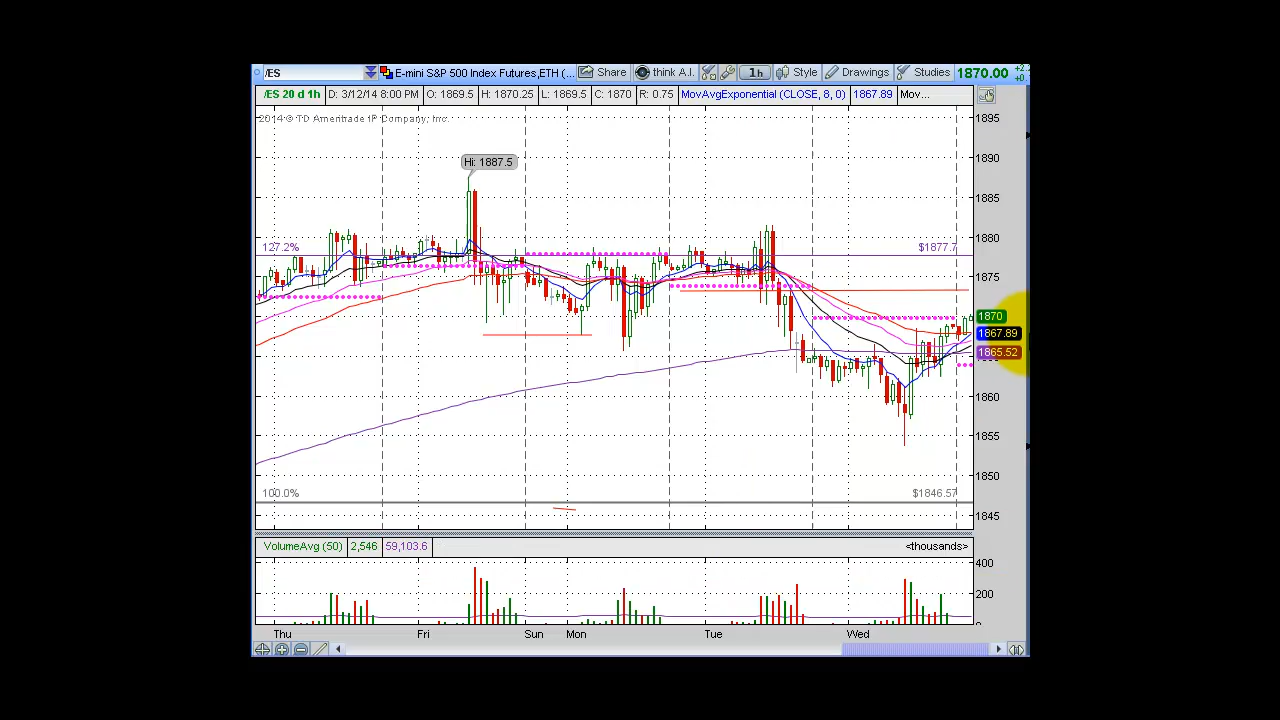 /ES E-mini S&P 500 Index Futures,ETH (... Share think A.I. 1h Style Drawings Studies 1870.00
/ES 20 d 1h D: 3/12/14 8:00 PM O: 1869.5 H: 1870.25 L: 1869.5 C: 1870 R: 0.75 MovAvgExponential (CLOSE, 8, 0) 1867.89 Mov...
2014 © TD Ameritrade IP Company, Inc.
1895
Hi: 1887.5
1890
1885
1880
127.2% $1877.7
1875
1870
1867.89
1865.52
1860
1855
1850
100.0% $1846.57
1845
VolumeAvg (50) 2,546 59,103.6 <thousands>
400
200
0
Thu Fri Sun Mon Tue Wed